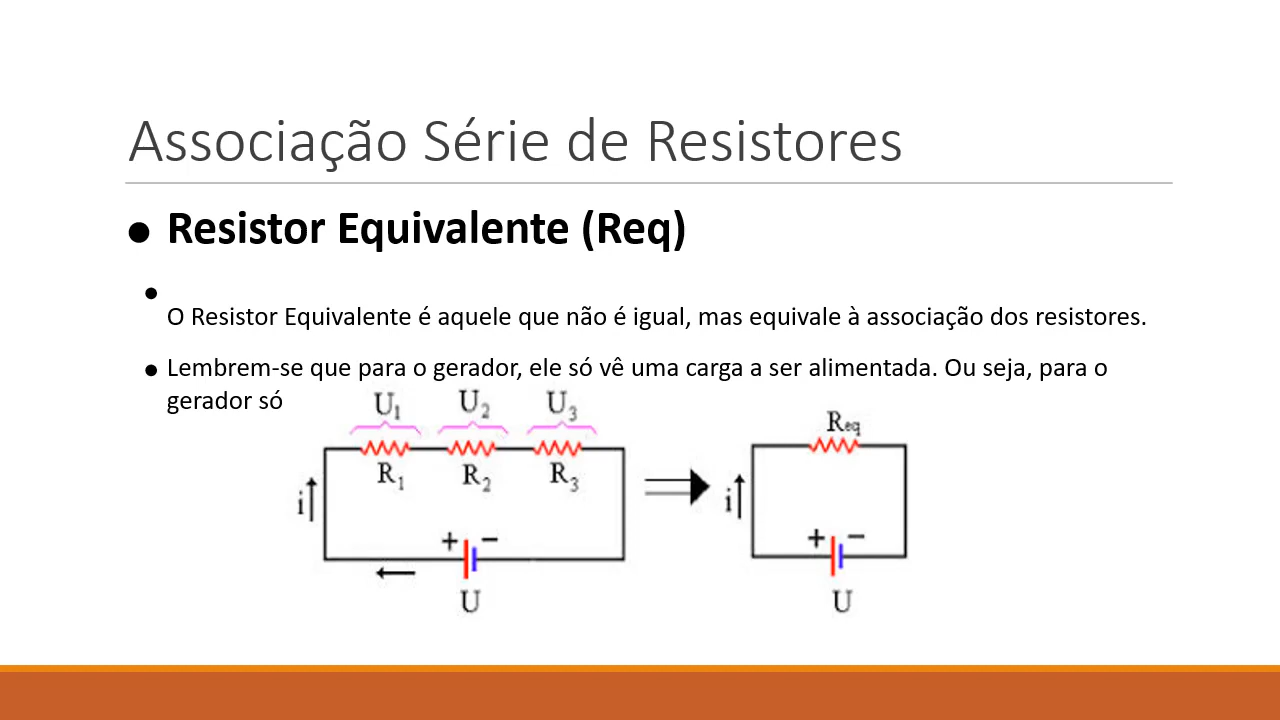 Associação Série de Resistores
● Resistor Equivalente (Req)
●
O Resistor Equivalente é aquele que não é igual, mas equivale à associação dos resistores.
● Lembrem-se que para o gerador, ele só vê uma carga a ser alimentada. Ou seja, para o
gerador só
U1 U2 U3
R1 R2 R3
i
+ −
U
Req
i
+ −
U